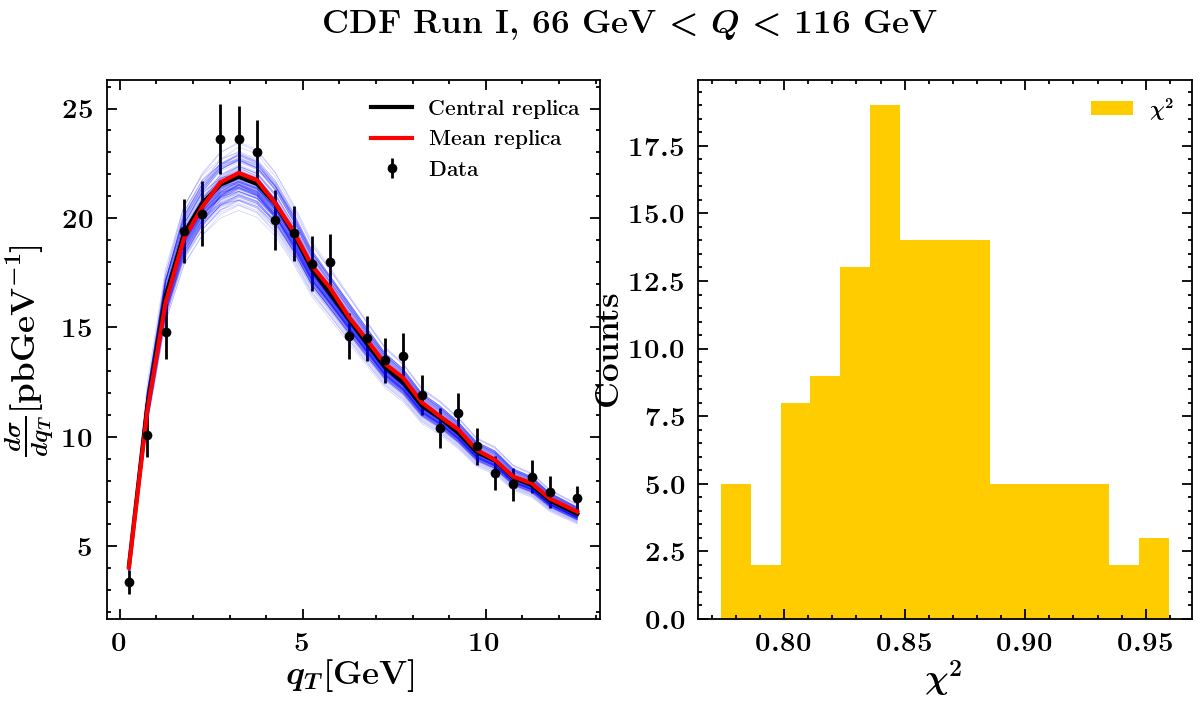 CDF Run I, 66 GeV < Q < 116 GeV
Central replica
Mean replica
Data
25
20
15
10
5
0
5
10
dσ/dq_T [pbGeV⁻¹]
q_T[GeV]
χ²
17.5
15.0
12.5
10.0
7.5
5.0
2.5
0.0
0.80
0.85
0.90
0.95
Counts
χ²